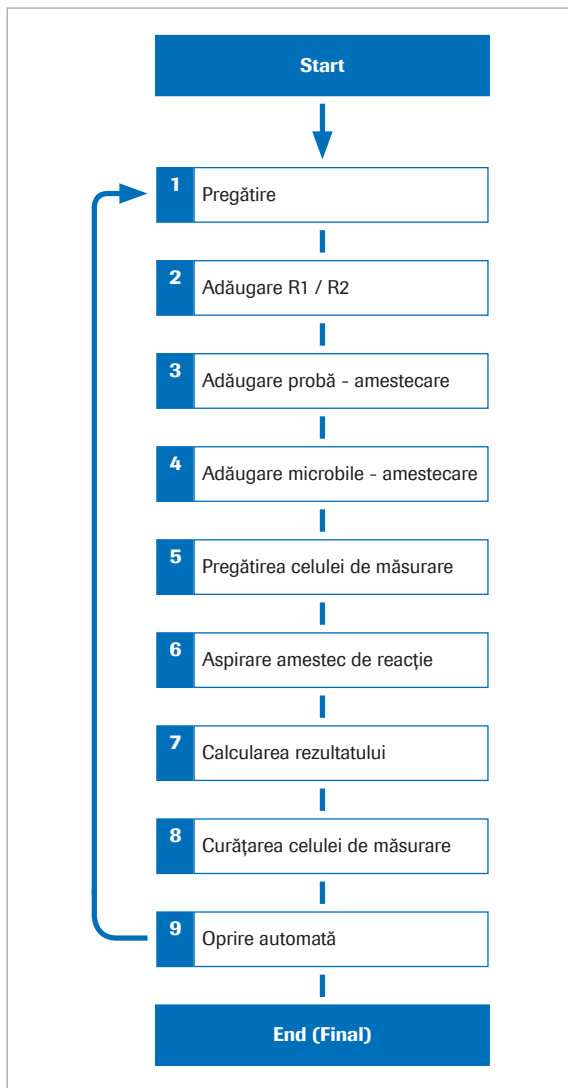 Start
1 Pregătire
2 Adăugare R1 / R2
3 Adăugare probă - amestecare
4 Adăugare microbile - amestecare
5 Pregătirea celulei de măsurare
6 Aspirare amestec de reacție
7 Calcularea rezultatului
8 Curățarea celulei de măsurare
9 Oprire automată
End (Final)